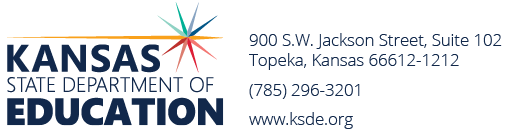 KANSAS
STATE DEPARTMENT OF
EDUCATION
900 S.W. Jackson Street, Suite 102
Topeka, Kansas 66612-1212
(785) 296-3201
www.ksde.org